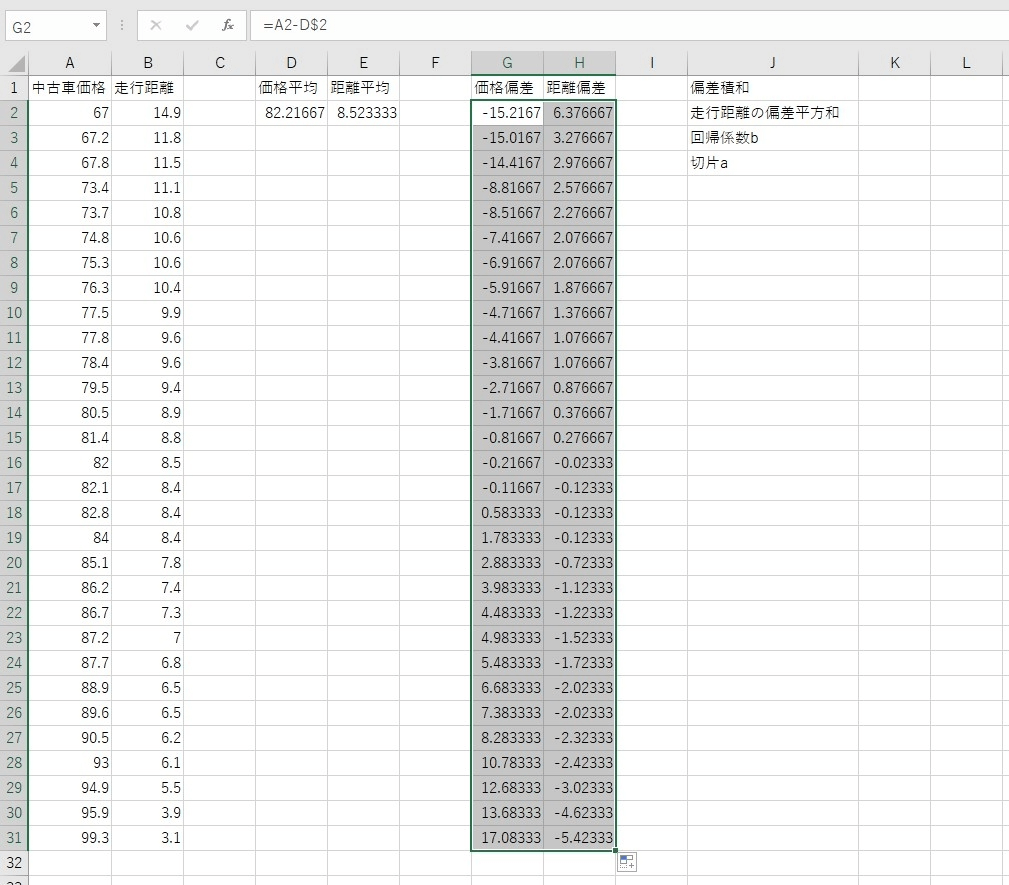 G2 fx =A2-D$2
A B C D E F G H I J K L
1 中古車価格 走行距離 価格平均 距離平均 価格偏差 距離偏差 偏差積和
2 67 14.9 82.21667 8.523333 -15.2167 6.376667 走行距離の偏差平方和
3 67.2 11.8 -15.0167 3.276667 回帰係数b
4 67.8 11.5 -14.4167 2.976667 切片a
5 73.4 11.1 -8.81667 2.576667
6 73.7 10.8 -8.51667 2.276667
7 74.8 10.6 -7.41667 2.076667
8 75.3 10.6 -6.91667 2.076667
9 76.3 10.4 -5.91667 1.876667
10 77.5 9.9 -4.71667 1.376667
11 77.8 9.6 -4.41667 1.076667
12 78.4 9.6 -3.81667 1.076667
13 79.5 9.4 -2.71667 0.876667
14 80.5 8.9 -1.71667 0.376667
15 81.4 8.8 -0.81667 0.276667
16 82 8.5 -0.21667 -0.02333
17 82.1 8.4 -0.11667 -0.12333
18 82.8 8.4 0.583333 -0.12333
19 84 8.4 1.783333 -0.12333
20 85.1 7.8 2.883333 -0.72333
21 86.2 7.4 3.983333 -1.12333
22 86.7 7.3 4.483333 -1.22333
23 87.2 7 4.983333 -1.52333
24 87.7 6.8 5.483333 -1.72333
25 88.9 6.5 6.683333 -2.02333
26 89.6 6.5 7.383333 -2.02333
27 90.5 6.2 8.283333 -2.32333
28 93 6.1 10.78333 -2.42333
29 94.9 5.5 12.68333 -3.02333
30 95.9 3.9 13.68333 -4.62333
31 99.3 3.1 17.08333 -5.42333
32